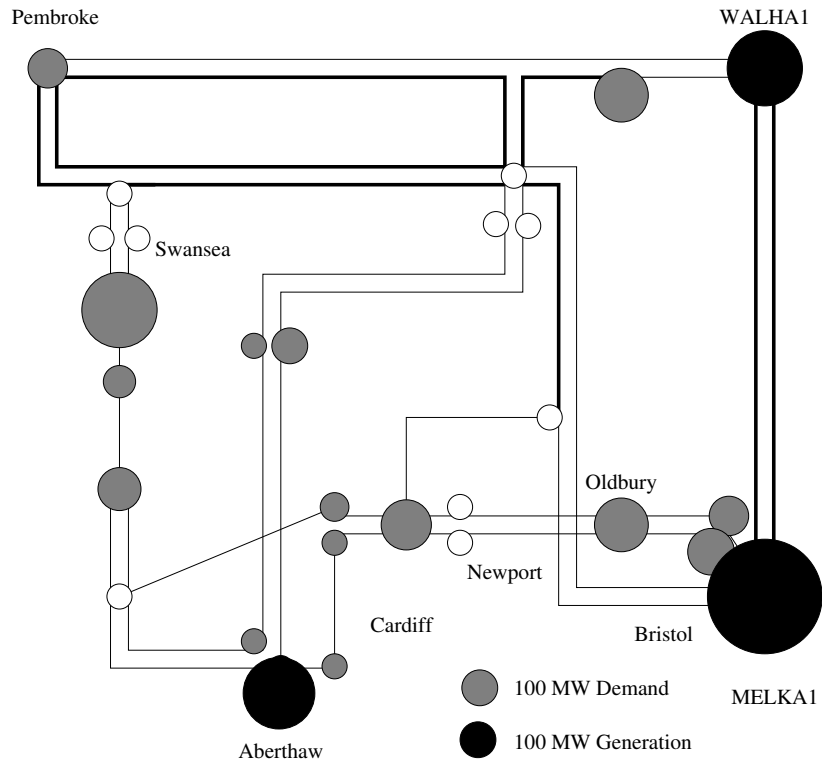 Pembroke
WALHA1
Swansea
Oldbury
Newport
Cardiff
Bristol
100 MW Demand
MELKA1
100 MW Generation
Aberthaw